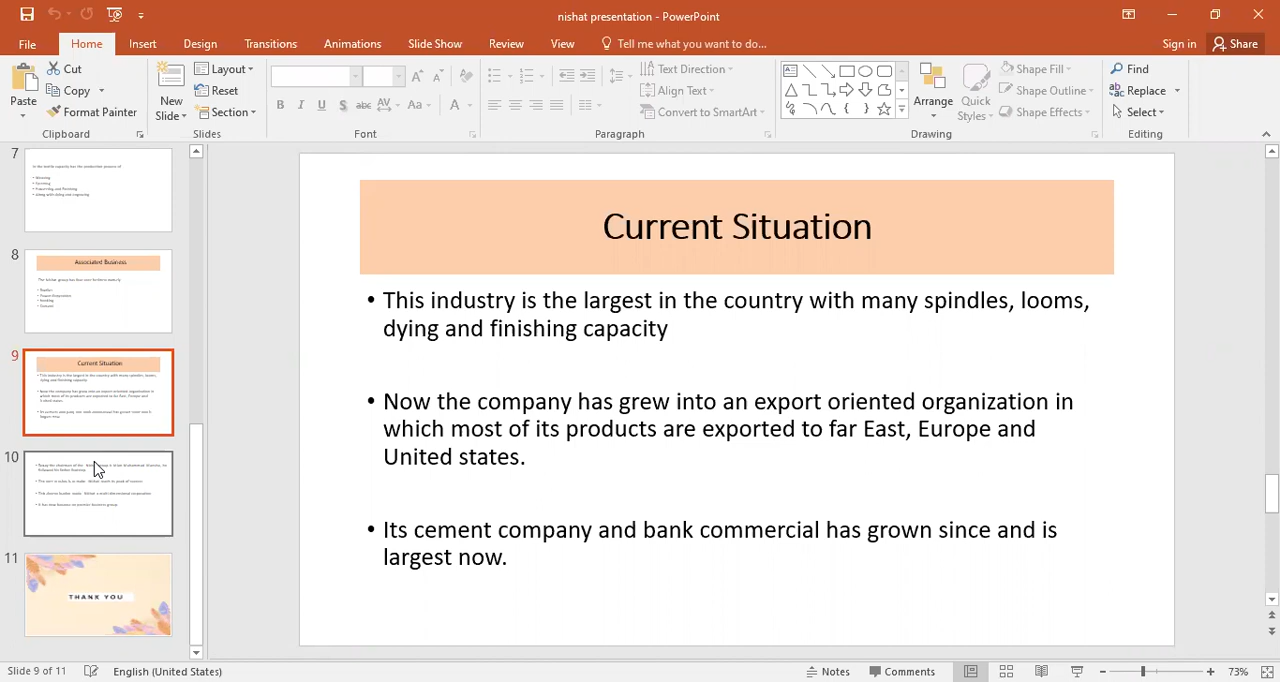 nishat presentation - PowerPoint
File Home Insert Design Transitions Animations Slide Show Review View Tell me what you want to do... Sign in Share
Paste
Cut
Copy
Format Painter
Clipboard
New Slide
Layout
Reset
Section
Slides
Font
Text Direction
Align Text
Convert to SmartArt
Paragraph
Arrange
Quick Styles
Shape Fill
Shape Outline
Shape Effects
Drawing
Find
Replace
Select
Editing
7
8
Associated Business
9
Current Situation
10
11
THANK YOU
Current Situation
• This industry is the largest in the country with many spindles, looms,
dying and finishing capacity
• Now the company has grew into an export oriented organization in
which most of its products are exported to far East, Europe and
United states.
• Its cement company and bank commercial has grown since and is
largest now.
Slide 9 of 11 English (United States) Notes Comments 73%